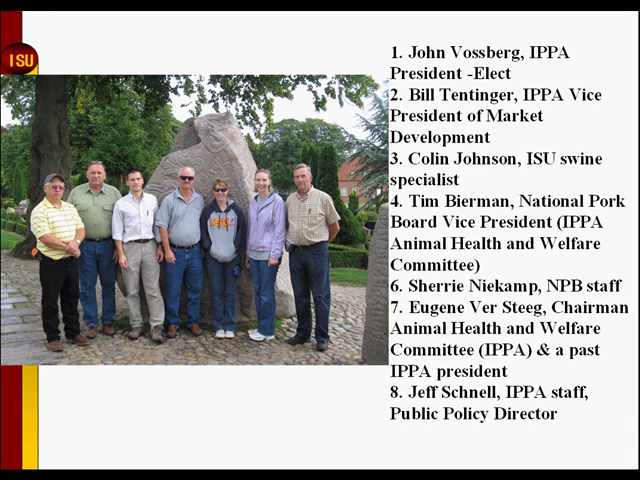 ISU
1. John Vossberg, IPPA
President -Elect
2. Bill Tentinger, IPPA Vice
President of Market
Development
3. Colin Johnson, ISU swine
specialist
4. Tim Bierman, National Pork
Board Vice President (IPPA
Animal Health and Welfare
Committee)
6. Sherrie Niekamp, NPB staff
7. Eugene Ver Steeg, Chairman
Animal Health and Welfare
Committee (IPPA) & a past
IPPA president
8. Jeff Schnell, IPPA staff,
Public Policy Director